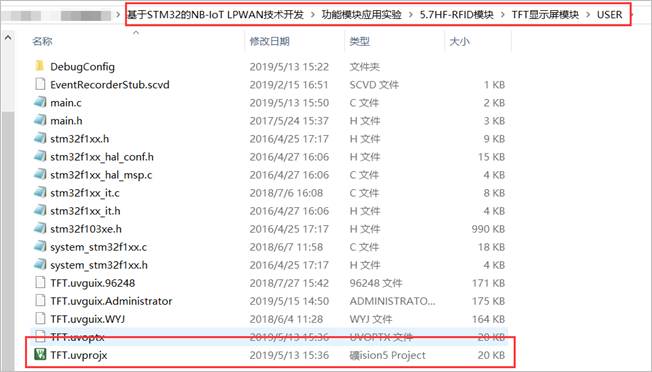 基于STM32的NB-IoT LPWAN技术开发 > 功能模块应用实验 > 5.7HF-RFID模块 > TFT显示屏模块 > USER
名称 修改日期 类型 大小
DebugConfig 2019/5/13 15:22 文件夹
EventRecorderStub.scvd 2019/2/15 16:51 SCVD 文件 1 KB
main.c 2019/5/13 15:50 C 文件 2 KB
main.h 2017/5/24 15:37 H 文件 3 KB
stm32f1xx.h 2016/4/25 17:17 H 文件 9 KB
stm32f1xx_hal_conf.h 2016/4/27 16:06 H 文件 15 KB
stm32f1xx_hal_msp.c 2016/4/27 16:06 C 文件 4 KB
stm32f1xx_it.c 2018/7/6 16:08 C 文件 8 KB
stm32f1xx_it.h 2016/4/27 16:06 H 文件 4 KB
stm32f103xe.h 2016/4/25 17:17 H 文件 990 KB
system_stm32f1xx.c 2018/6/7 11:58 C 文件 18 KB
system_stm32f1xx.h 2016/4/25 17:17 H 文件 4 KB
TFT.uvguix.96248 2018/7/27 15:42 96248 文件 171 KB
TFT.uvguix.Administrator 2019/5/15 14:50 ADMINISTRATO... 175 KB
TFT.uvguix.WYJ 2018/6/4 11:28 WYJ 文件 164 KB
TFT.uvoptx 2019/5/13 15:36 UVOPTX 文件 20 KB
TFT.uvprojx 2019/5/13 15:36 礦ision5 Project 20 KB